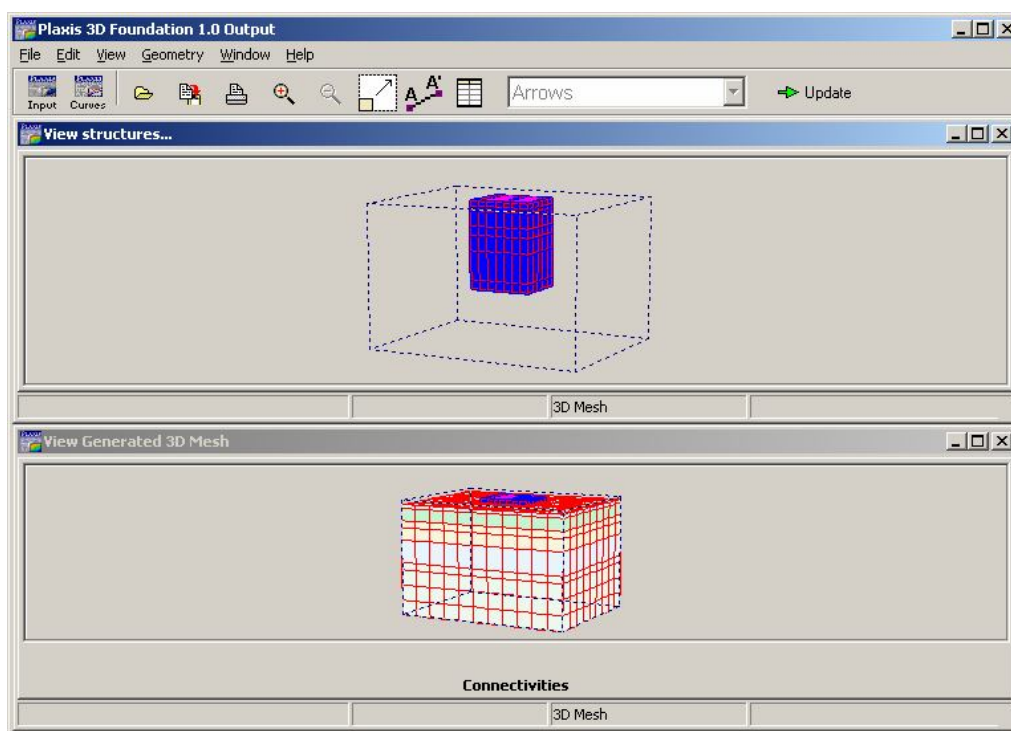 Plaxis 3D Foundation 1.0 Output
File Edit View Geometry Window Help
Input Curves A A' Arrows Update
View structures...
3D Mesh
View Generated 3D Mesh
Connectivities
3D Mesh